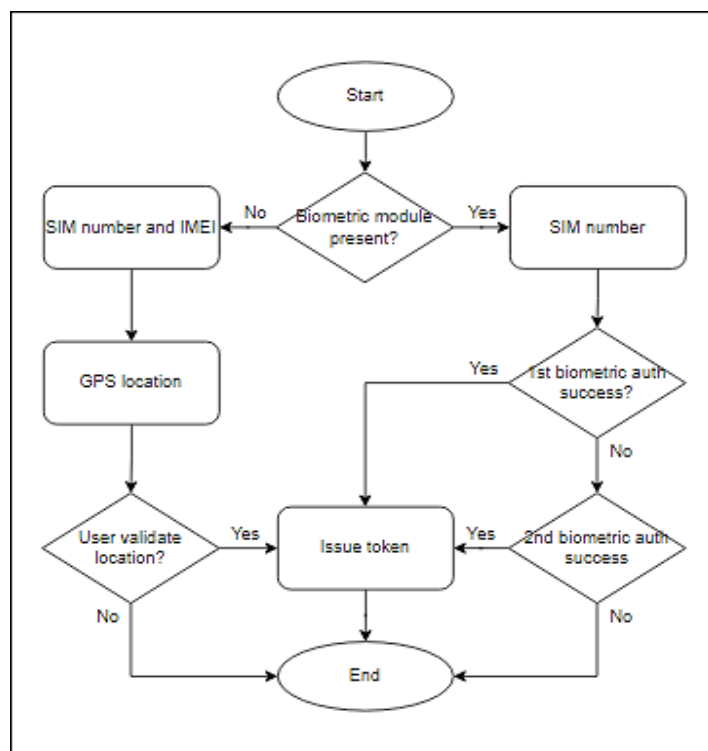 Start
Biometric module
present?
No
Yes
SIM number and IMEI
SIM number
GPS location
Yes
1st biometric auth
success?
No
User validate
location?
Yes
Issue token
Yes
2nd biometric auth
success
No
No
End